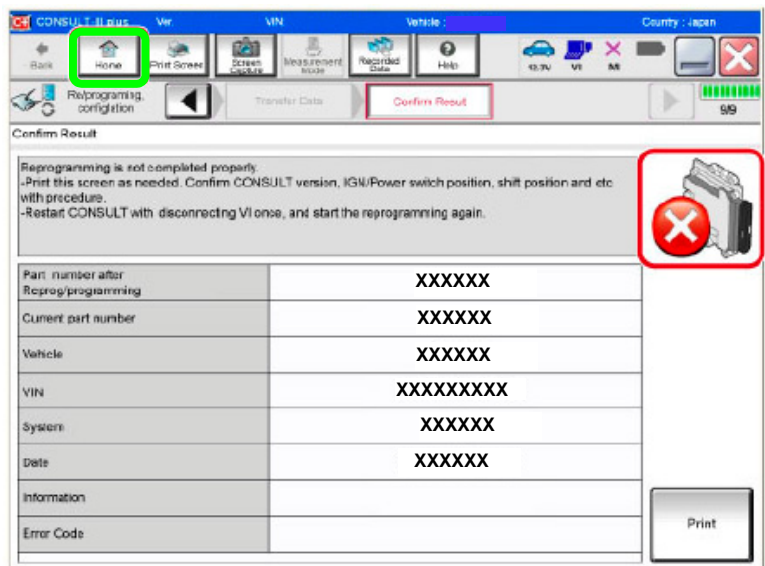 CONSULT-III plus Ver. VIN: Vehicle : Country : Japan
Back Home Print Screen Screen Capture Measurement Mode Recorded Data Help 12.3V VI MI
Re/programing, configration Transfer Data Confirm Result 9/9
Confirm Result
Reprogramming is not completed properly.
-Print this screen as needed. Confirm CONSULT version, IGN/Power switch position, shift position and etc
with procedure.
-Restart CONSULT with disconnecting VI once, and start the reprogramming again.
Part number after
Reprog/programming XXXXXX
Current part number XXXXXX
Vehicle XXXXXX
VIN XXXXXXXXX
System XXXXXX
Date XXXXXX
Information
Error Code
Print